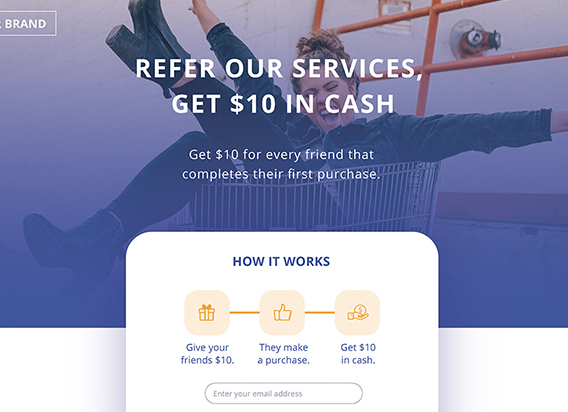 BRAND
REFER OUR SERVICES,
GET $10 IN CASH
Get $10 for every friend that
completes their first purchase.
HOW IT WORKS
Give your
friends $10.
They make
a purchase.
Get $10
in cash.
Enter your email address